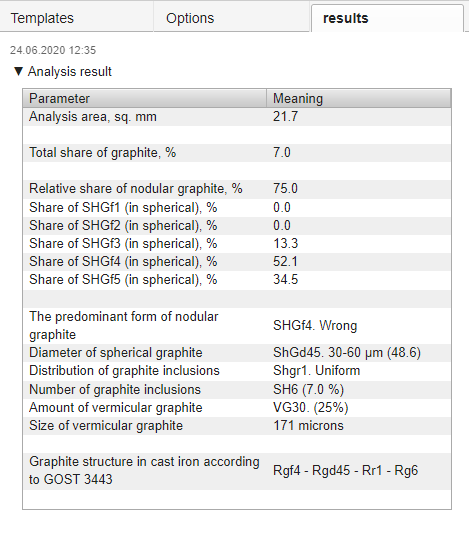 Templates Options results
24.06.2020 12:35
▼ Analysis result
Parameter Meaning
Analysis area, sq. mm 21.7
Total share of graphite, % 7.0
Relative share of nodular graphite, % 75.0
Share of SHGf1 (in spherical), % 0.0
Share of SHGf2 (in spherical), % 0.0
Share of SHGf3 (in spherical), % 13.3
Share of SHGf4 (in spherical), % 52.1
Share of SHGf5 (in spherical), % 34.5
The predominant form of nodular
graphite
SHGf4. Wrong
Diameter of spherical graphite ShGd45. 30-60 µm (48.6)
Distribution of graphite inclusions Shgr1. Uniform
Number of graphite inclusions SH6 (7.0 %)
Amount of vermicular graphite VG30. (25%)
Size of vermicular graphite 171 microns
Graphite structure in cast iron according
to GOST 3443
Rgf4 - Rgd45 - Rr1 - Rg6